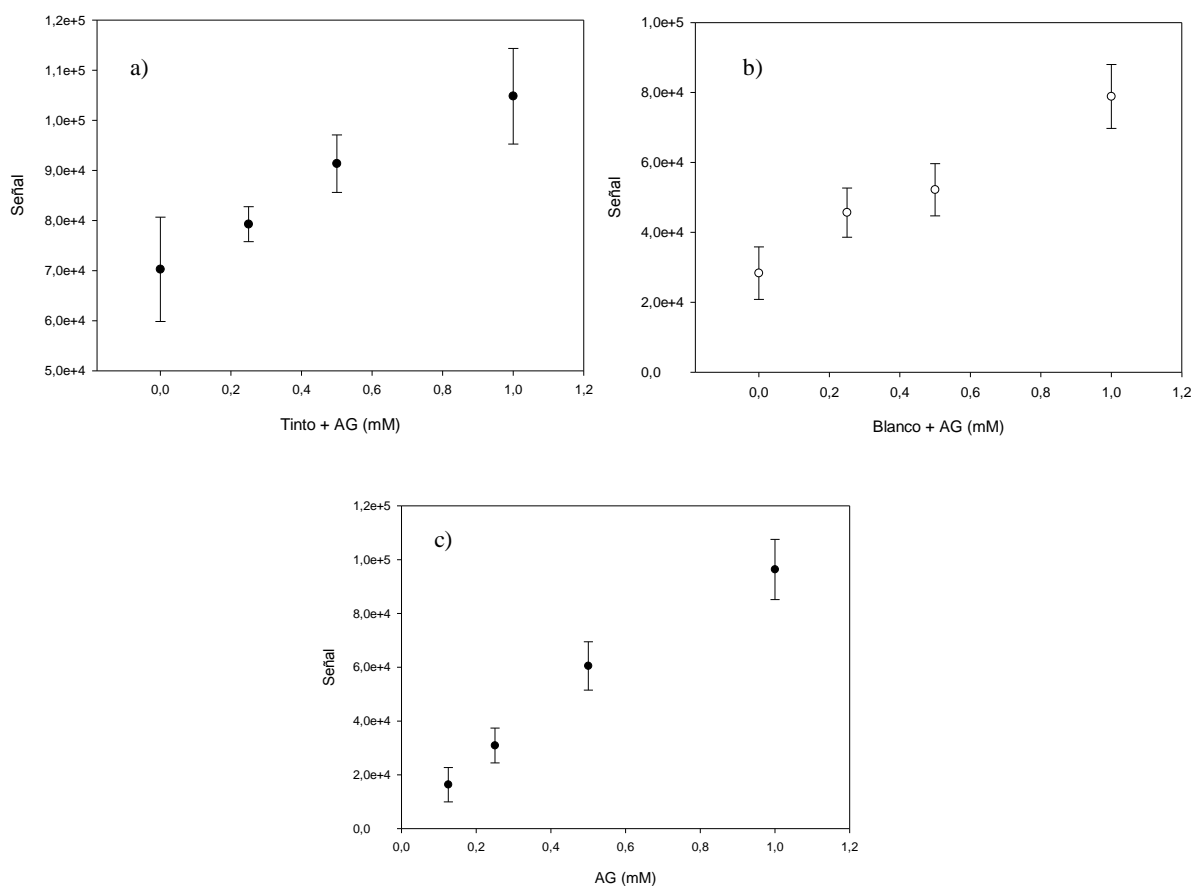 a)
1,2e+5
1,1e+5
1,0e+5
9,0e+4
8,0e+4
7,0e+4
6,0e+4
5,0e+4
Señal
0,0 0,2 0,4 0,6 0,8 1,0 1,2
Tinto + AG (mM)
b)
1,0e+5
8,0e+4
6,0e+4
4,0e+4
2,0e+4
0,0
Señal
0,0 0,2 0,4 0,6 0,8 1,0 1,2
Blanco + AG (mM)
c)
1,2e+5
1,0e+5
8,0e+4
6,0e+4
4,0e+4
2,0e+4
0,0
Señal
0,0 0,2 0,4 0,6 0,8 1,0 1,2
AG (mM)